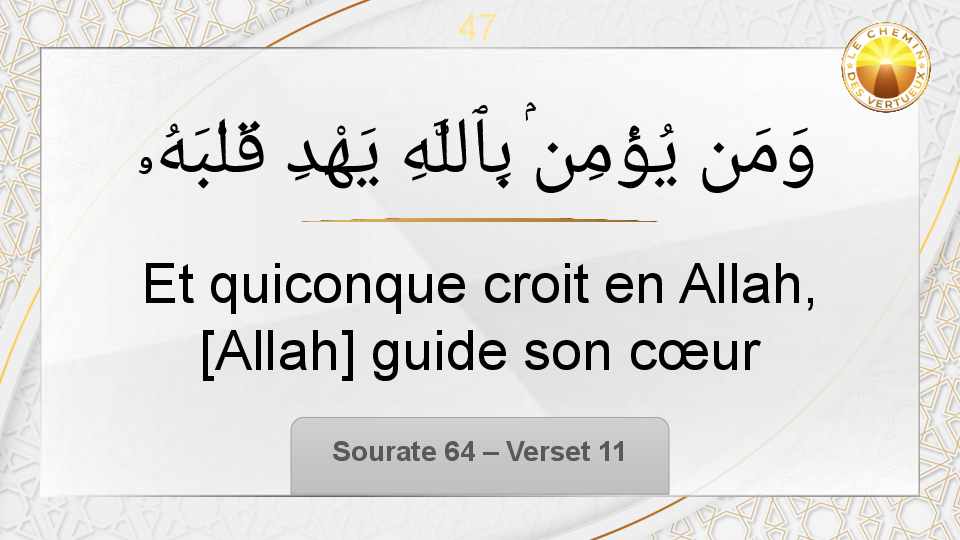 47
LE CHEMIN
DES VERTUEUX
وَمَن يُؤْمِنۢ بِٱللَّهِ يَهْدِ قَلْبَهُۥ
Et quiconque croit en Allah,
[Allah] guide son cœur
Sourate 64 – Verset 11